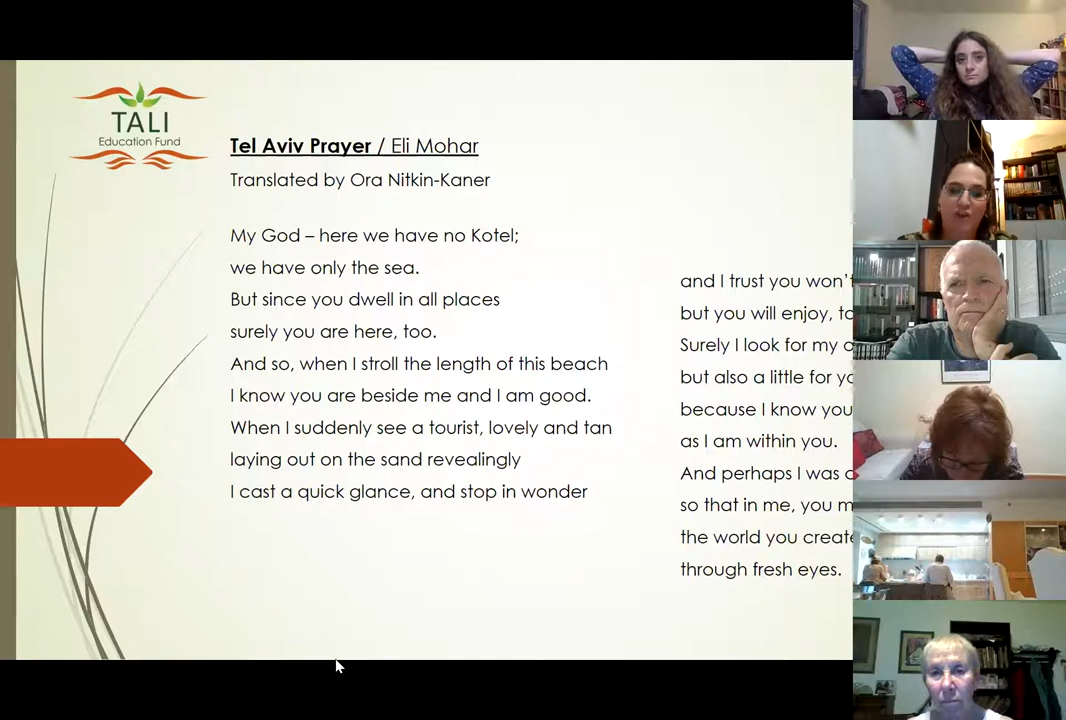 TALI
Education Fund
Tel Aviv Prayer / Eli Mohar
Translated by Ora Nitkin-Kaner
My God – here we have no Kotel;
we have only the sea.
But since you dwell in all places
surely you are here, too.
And so, when I stroll the length of this beach
I know you are beside me and I am good.
When I suddenly see a tourist, lovely and tan
laying out on the sand revealingly
I cast a quick glance, and stop in wonder
and I trust you won't
but you will enjoy,
Surely I look for my
but also a little for
because I know you
as I am within you.
And perhaps I was
so that in me, you
the world you
through fresh eyes.